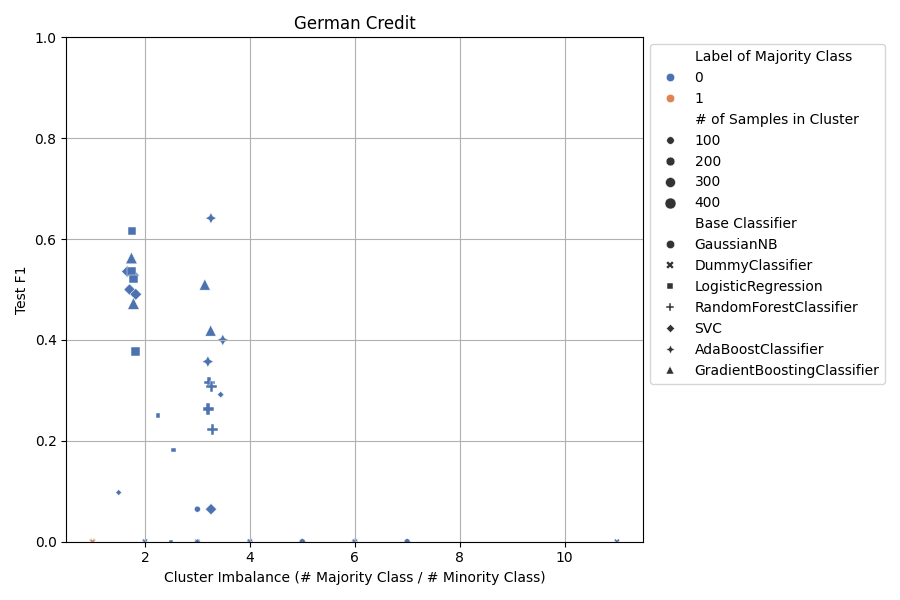 German Credit
1.0
0.8
0.6
0.4
0.2
0.0
Test F1
2
4
6
8
10
Cluster Imbalance (# Majority Class / # Minority Class)
Label of Majority Class
0
1
# of Samples in Cluster
100
200
300
400
Base Classifier
GaussianNB
DummyClassifier
LogisticRegression
RandomForestClassifier
SVC
AdaBoostClassifier
GradientBoostingClassifier